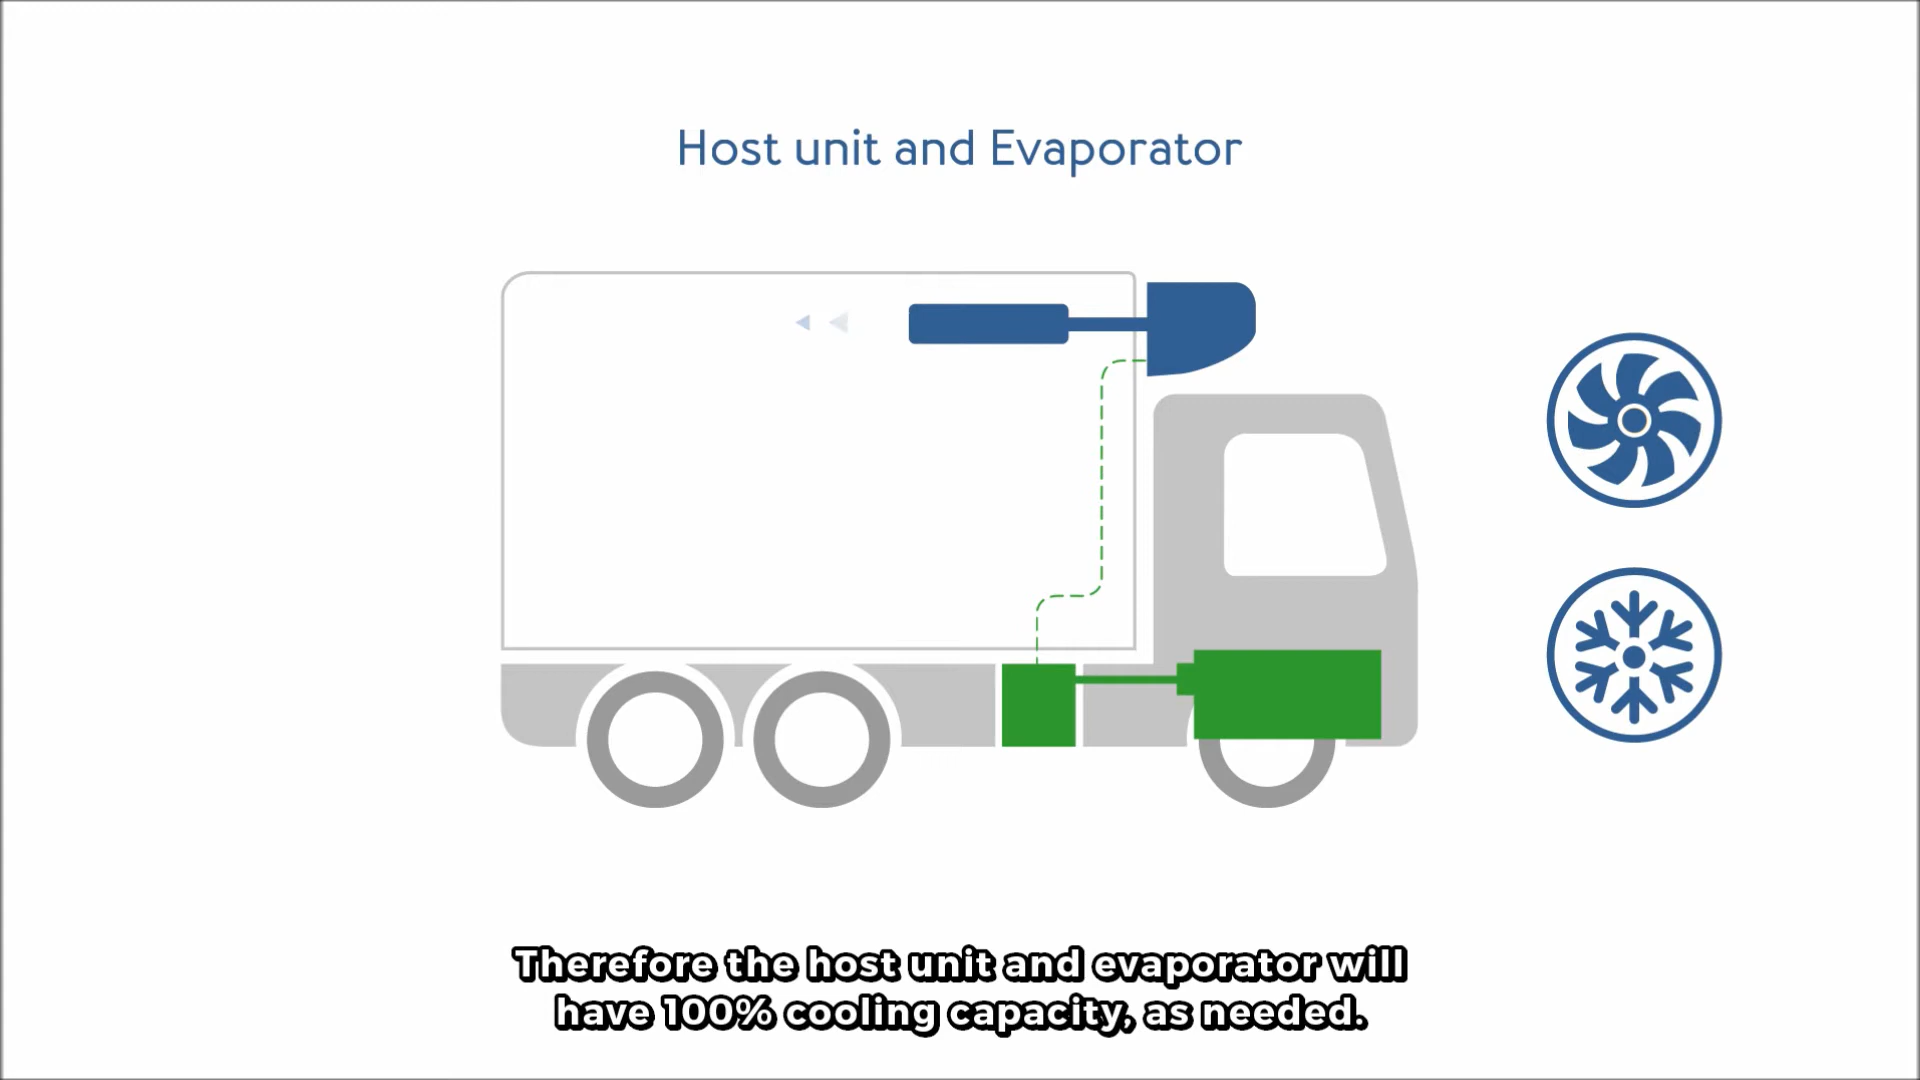 Host unit and Evaporator
Therefore the host unit and evaporator will
have 100% cooling capacity, as needed.